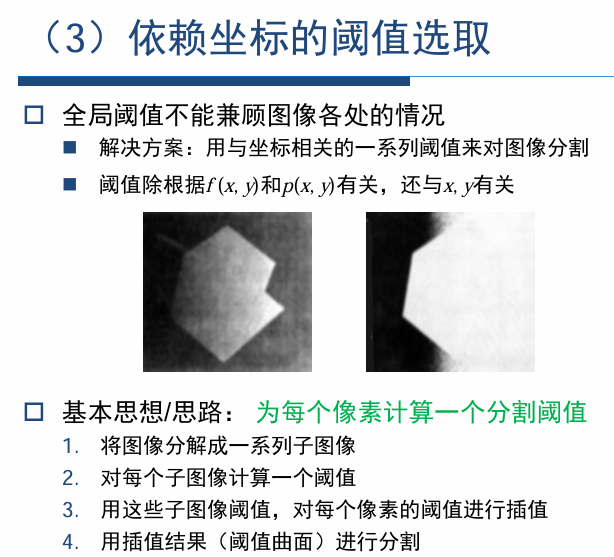 （3）依赖坐标的阈值选取
全局阈值不能兼顾图像各处的情况
解决方案：用与坐标相关的一系列阈值来对图像分割
阈值除根据f (x, y)和p(x, y)有关，还与x, y有关
基本思想/思路： 为每个像素计算一个分割阈值
1. 将图像分解成一系列子图像
2. 对每个子图像计算一个阈值
3. 用这些子图像阈值，对每个像素的阈值进行插值
4. 用插值结果（阈值曲面）进行分割